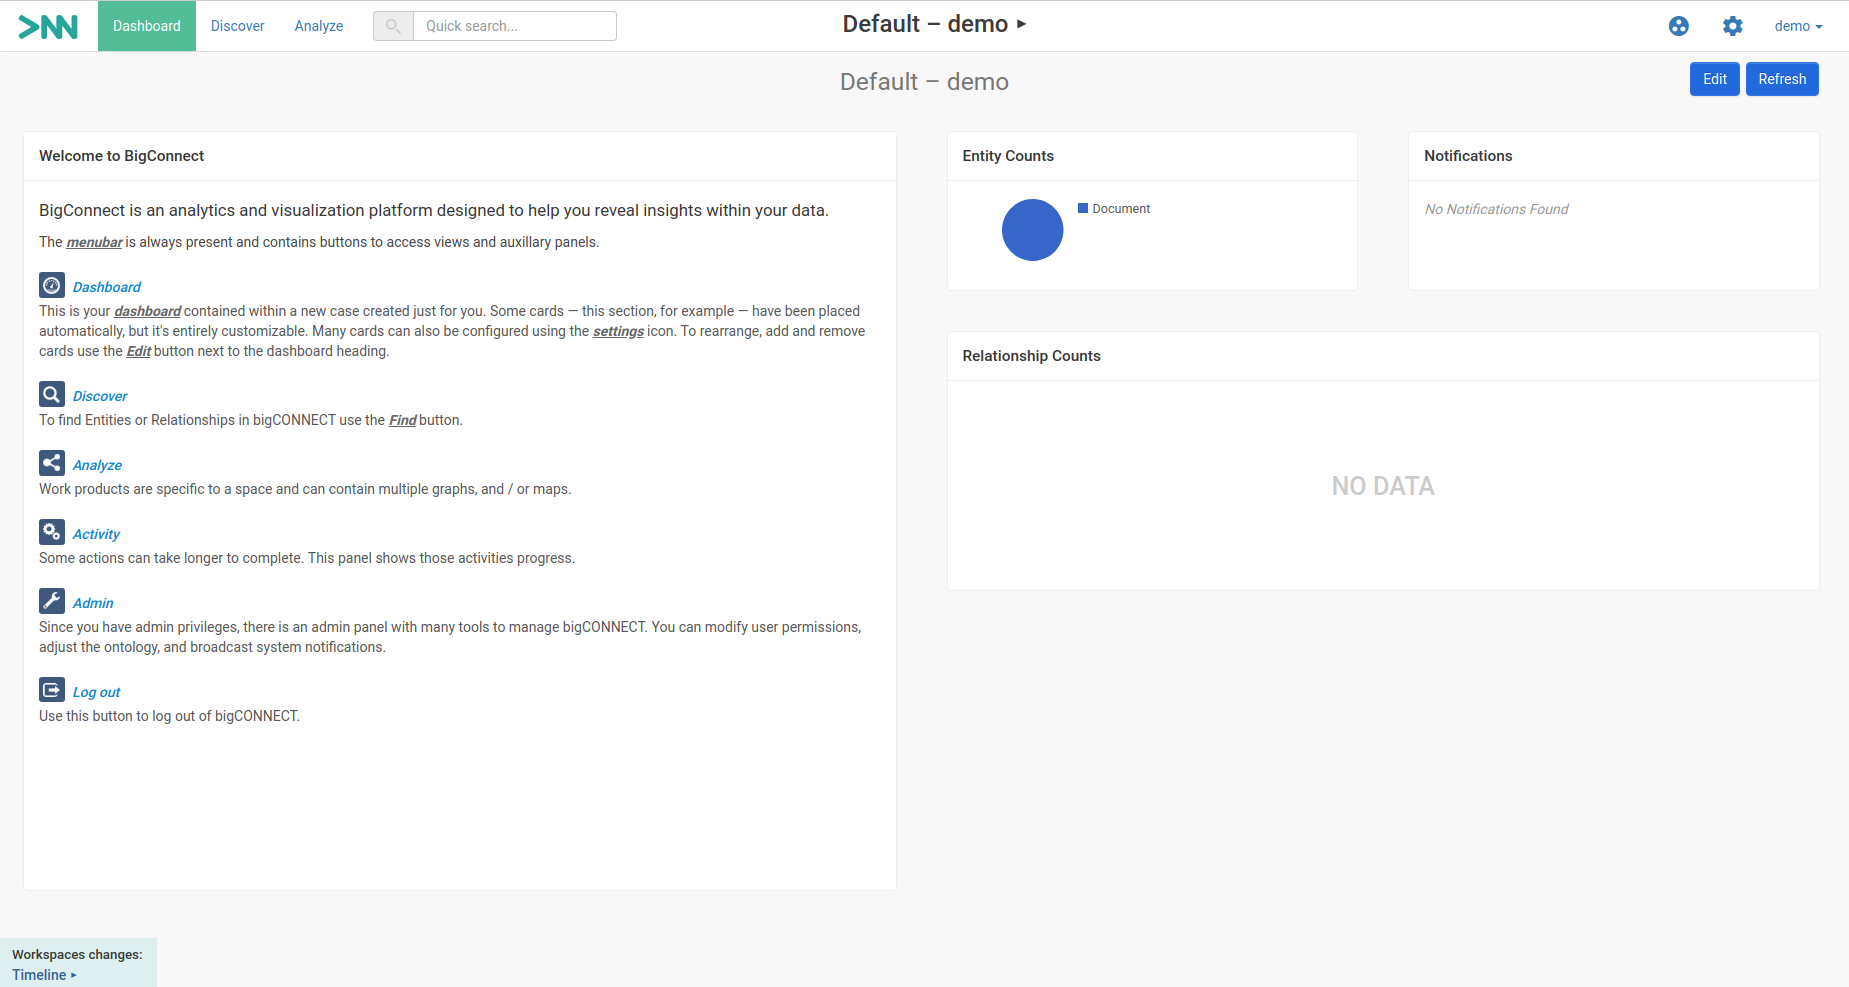 >NN Dashboard Discover Analyze Quick search... Default – demo ▸ demo
Default – demo
Edit Refresh
Welcome to BigConnect
BigConnect is an analytics and visualization platform designed to help you reveal insights within your data.
The menubar is always present and contains buttons to access views and auxillary panels.
Dashboard
This is your dashboard contained within a new case created just for you. Some cards — this section, for example — have been placed
automatically, but it's entirely customizable. Many cards can also be configured using the settings icon. To rearrange, add and remove
cards use the Edit button next to the dashboard heading.
Discover
To find Entities or Relationships in bigCONNECT use the Find button.
Analyze
Work products are specific to a space and can contain multiple graphs, and / or maps.
Activity
Some actions can take longer to complete. This panel shows those activities progress.
Admin
Since you have admin privileges, there is an admin panel with many tools to manage bigCONNECT. You can modify user permissions,
adjust the ontology, and broadcast system notifications.
Log out
Use this button to log out of bigCONNECT.
Entity Counts
Document
Notifications
No Notifications Found
Relationship Counts
NO DATA
Workspaces changes:
Timeline ▸